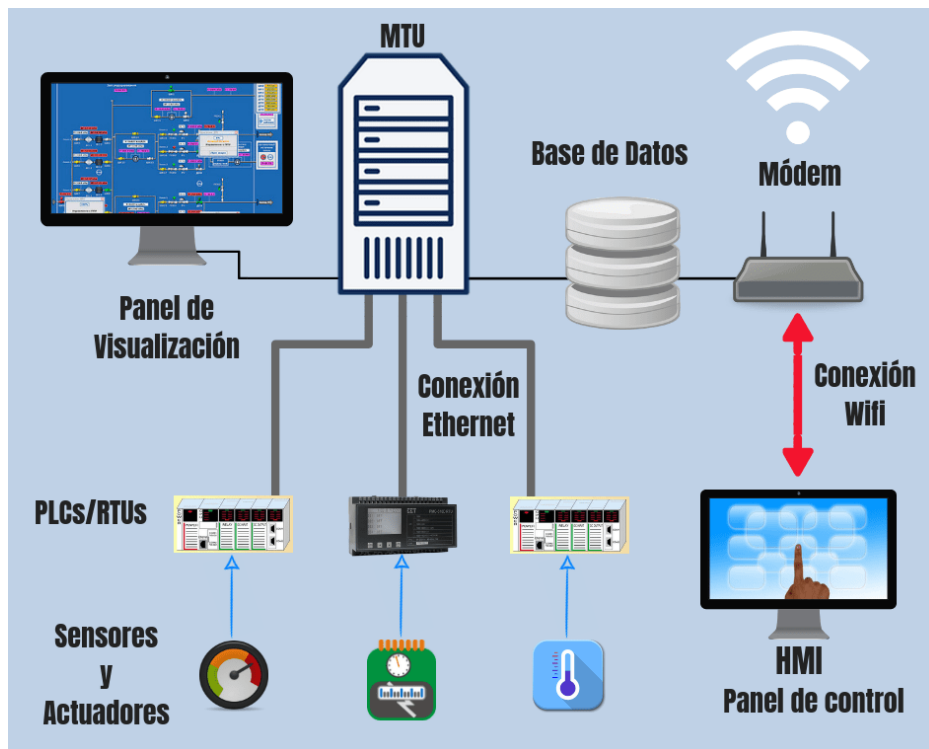 MTU
Base de Datos
Módem
Panel de
Visualización
Conexión
Ethernet
Conexión
Wifi
PLCs/RTUs
Sensores
y
Actuadores
HMI
Panel de control